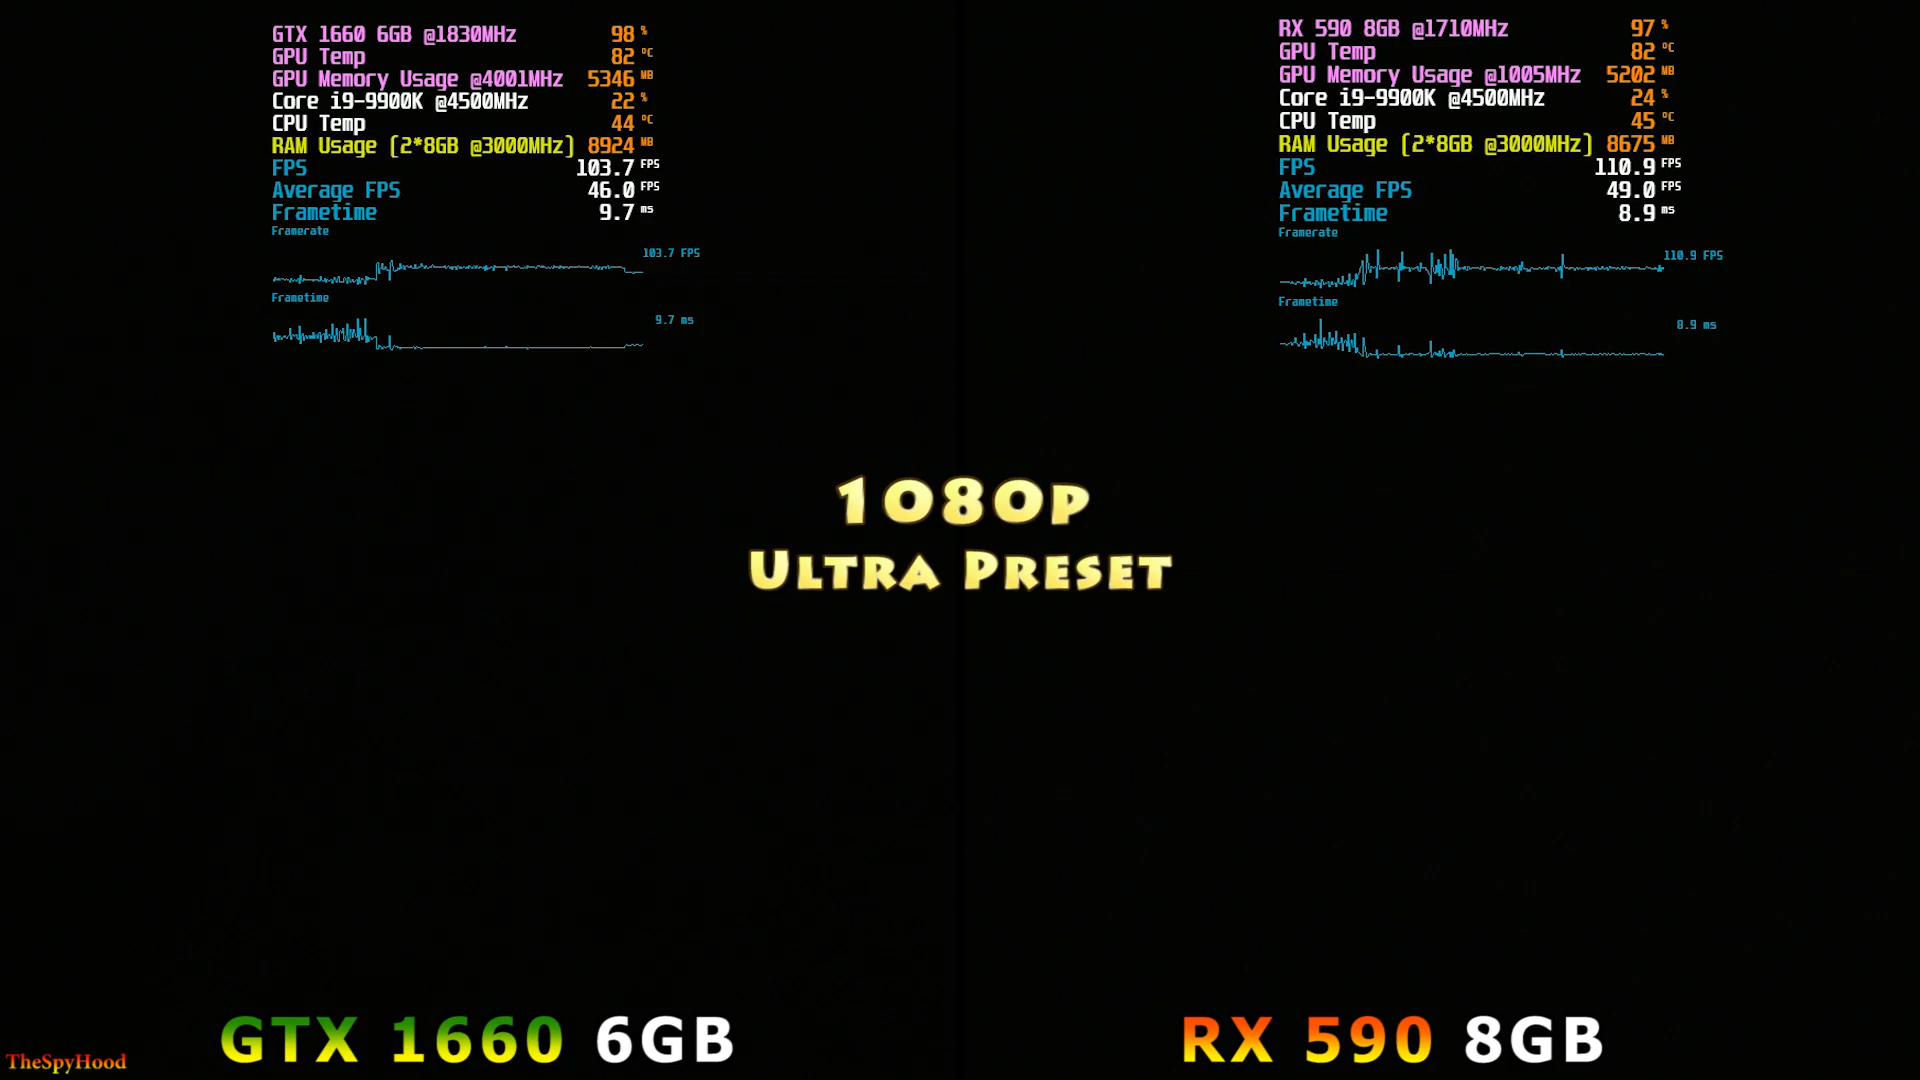 GTX 1660 6GB @1830MHz 98 %
GPU Temp 82 °C
GPU Memory Usage @4001MHz 5346 MB
Core i9-9900K @4500MHz 22 %
CPU Temp 44 °C
RAM Usage (2*8GB @3000MHz) 8924 MB
FPS 103.7 FPS
Average FPS 46.0 FPS
Frametime 9.7 ms
Framerate
103.7 FPS
Frametime
9.7 ms
RX 590 8GB @1710MHz 97 %
GPU Temp 82 °C
GPU Memory Usage @1005MHz 5202 MB
Core i9-9900K @4500MHz 24 %
CPU Temp 45 °C
RAM Usage (2*8GB @3000MHz) 8675 MB
FPS 110.9 FPS
Average FPS 49.0 FPS
Frametime 8.9 ms
Framerate
110.9 FPS
Frametime
8.9 ms
1080p
Ultra Preset
GTX 1660 6GB
RX 590 8GB
TheSpyHood